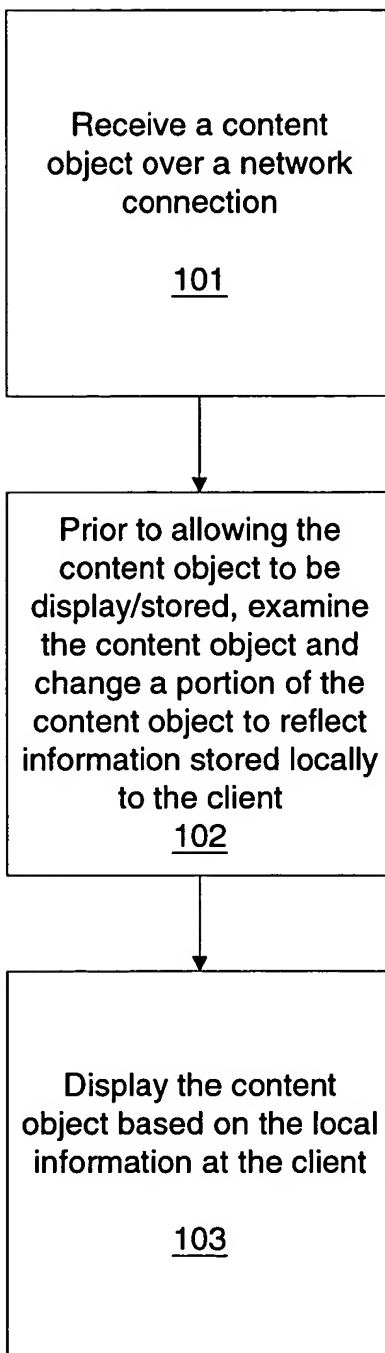 Receive a content
object over a network
connection
101
Prior to allowing the
content object to be
display/stored, examine
the content object and
change a portion of the
content object to reflect
information stored locally
to the client
102
Display the content
object based on the local
information at the client
103